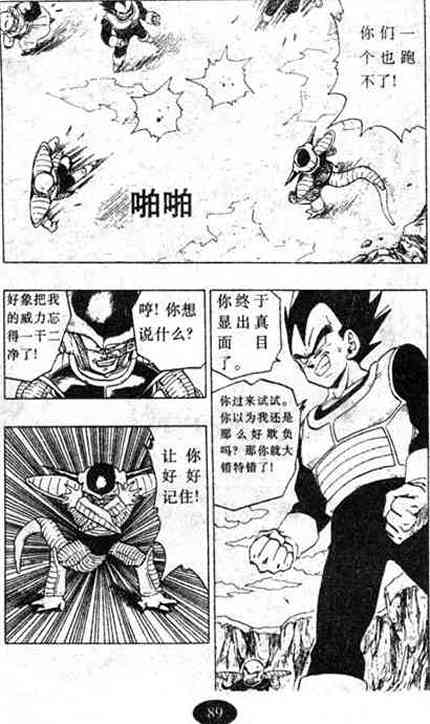 你们一
个也跑
不了!
啪啪
你终于
显出真
面目
了。
你过来试试。
你以为我还是
那么好欺负
吗?那你就大
错特错了!
哼!你想
说什么?
好象把我
的威力忘
得一干二
净了!
让你
好好
记住!
89